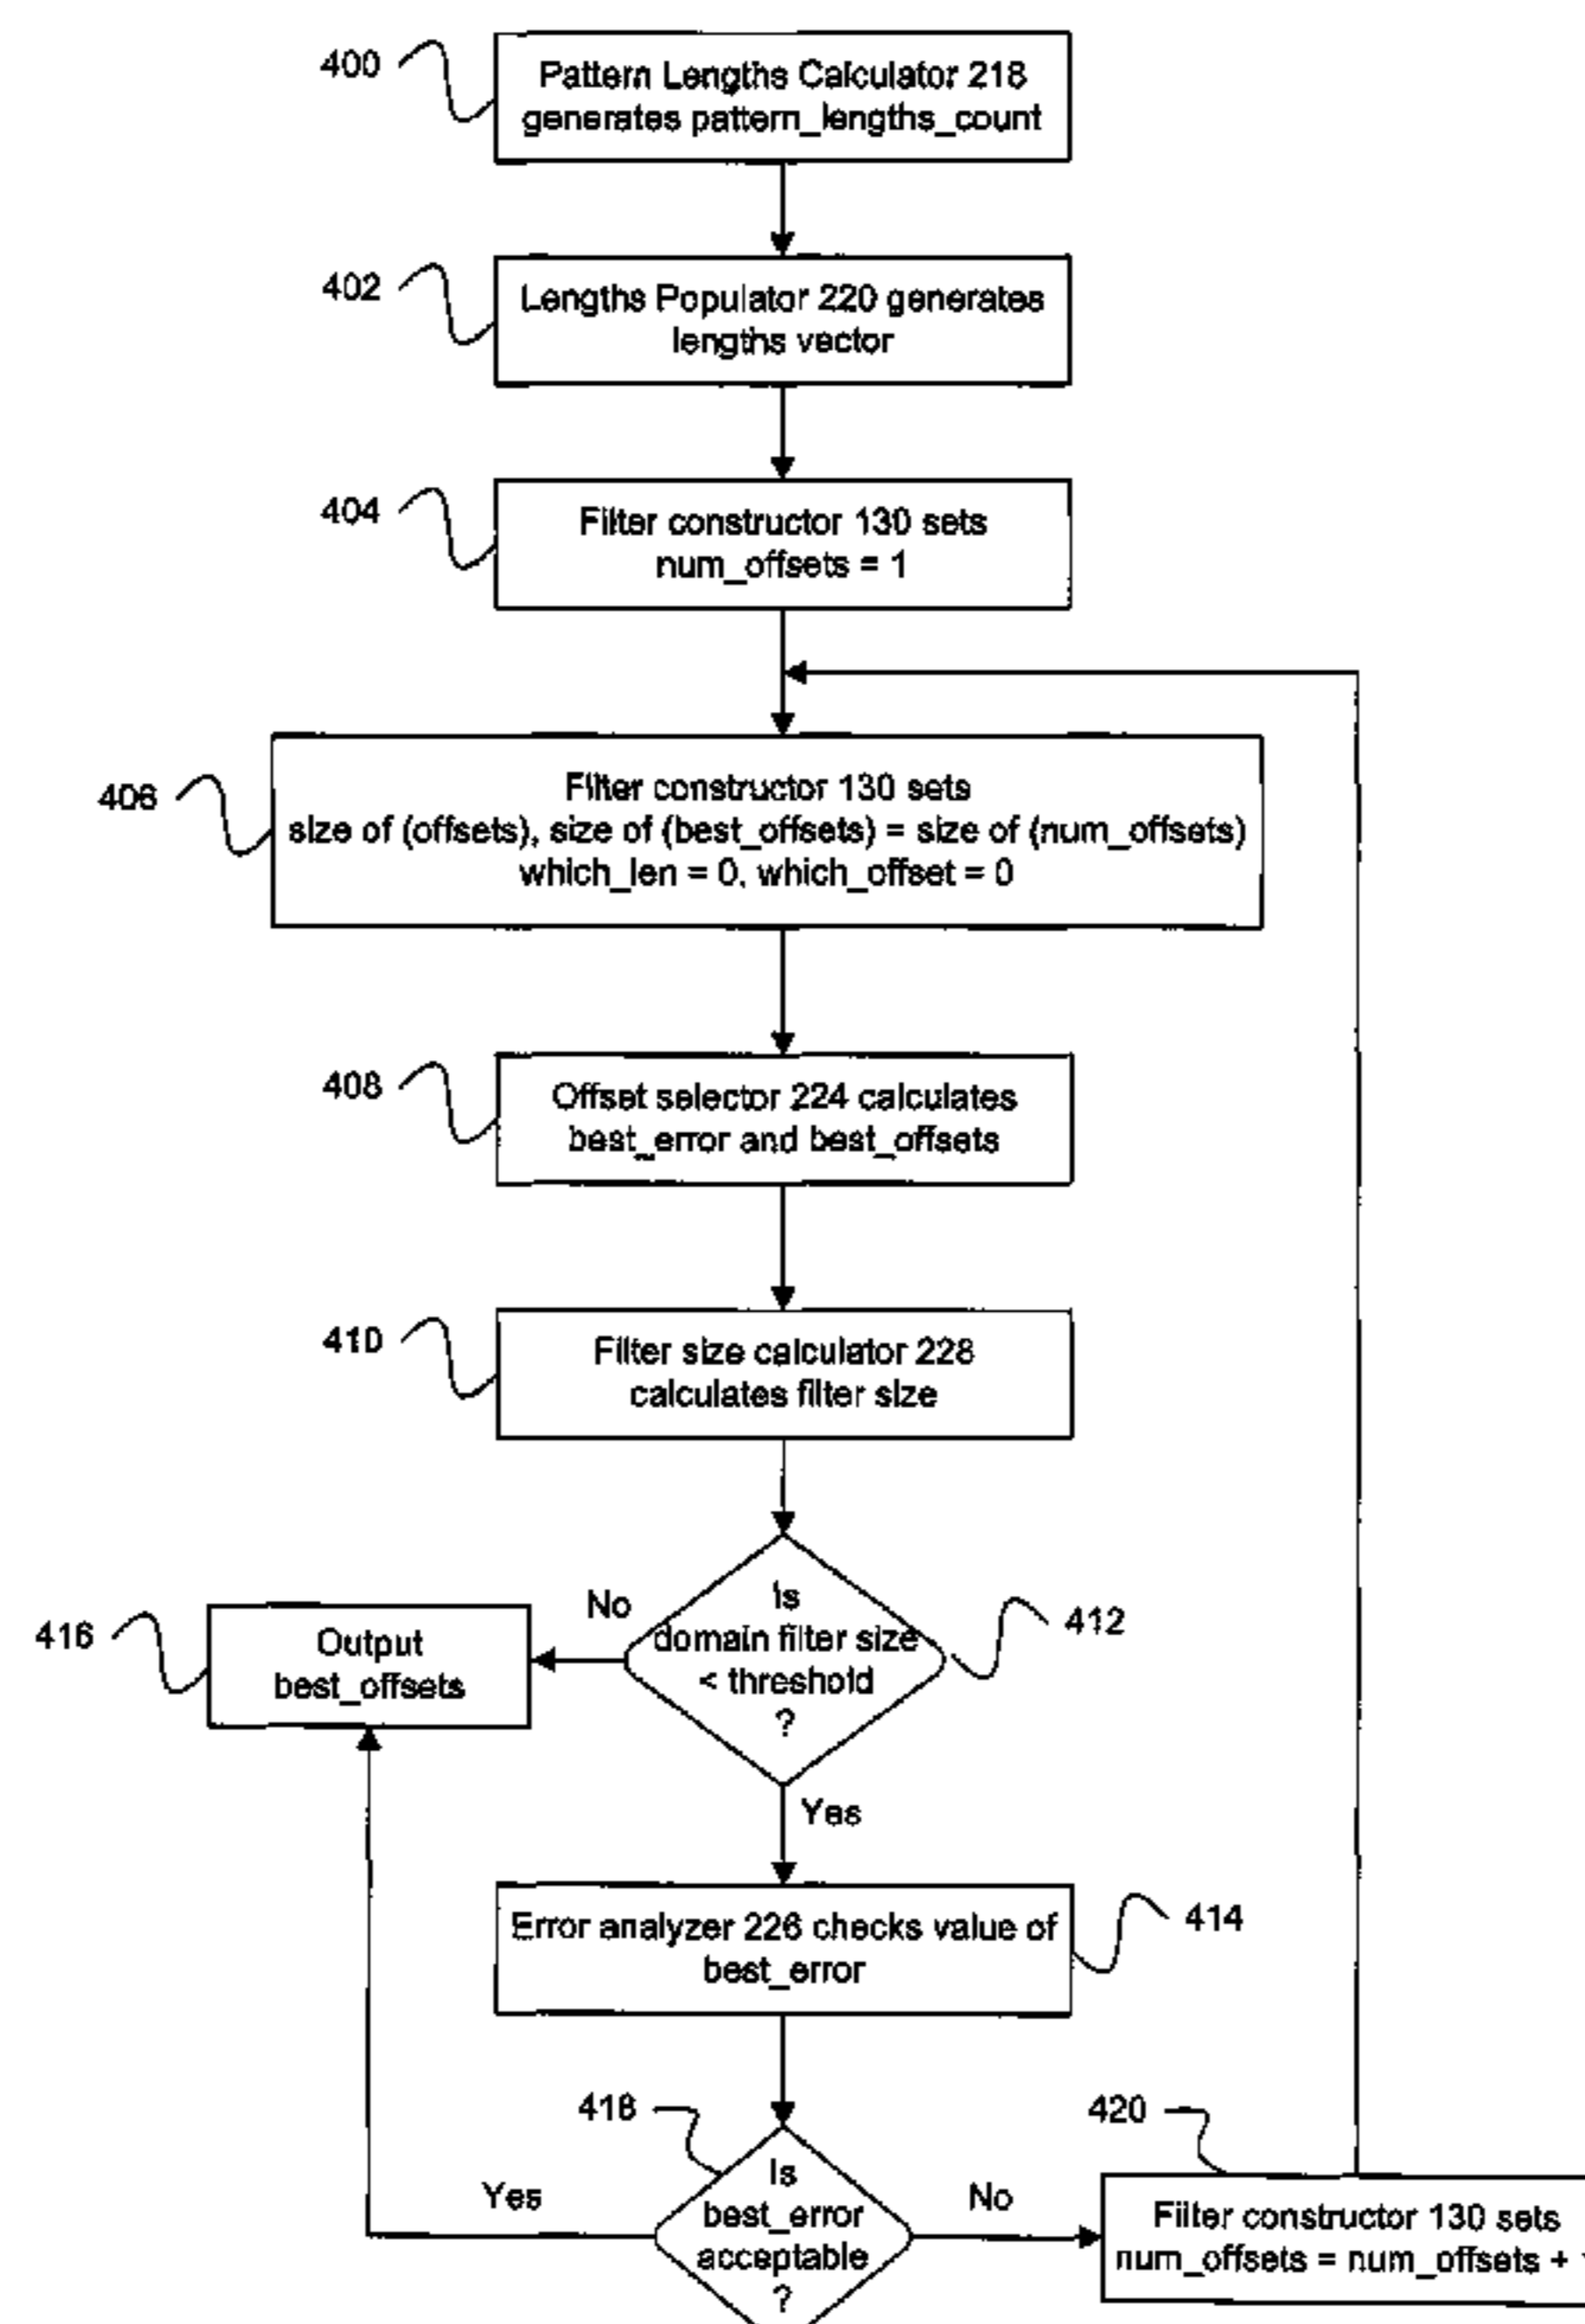 400
Pattern Lengths Calculator 218
generates pattern_lengths_count
402
Lengths Populator 220 generates
lengths vector
404
Filter constructor 130 sets
num_offsets = 1
406
Filter constructor 130 sets
size of (offsets), size of (best_offsets) = size of (num_offsets)
which_len = 0, which_offset = 0
408
Offset selector 224 calculates
best_error and best_offsets
410
Filter size calculator 228
calculates filter size
416
Output
best_offsets
No
Is
domain filter size
< threshold
?
412
Yes
Error analyzer 226 checks value of
best_error
414
418
Is
best_error
acceptable
?
Yes
No
420
Filter constructor 130 sets
num_offsets = num_offsets +